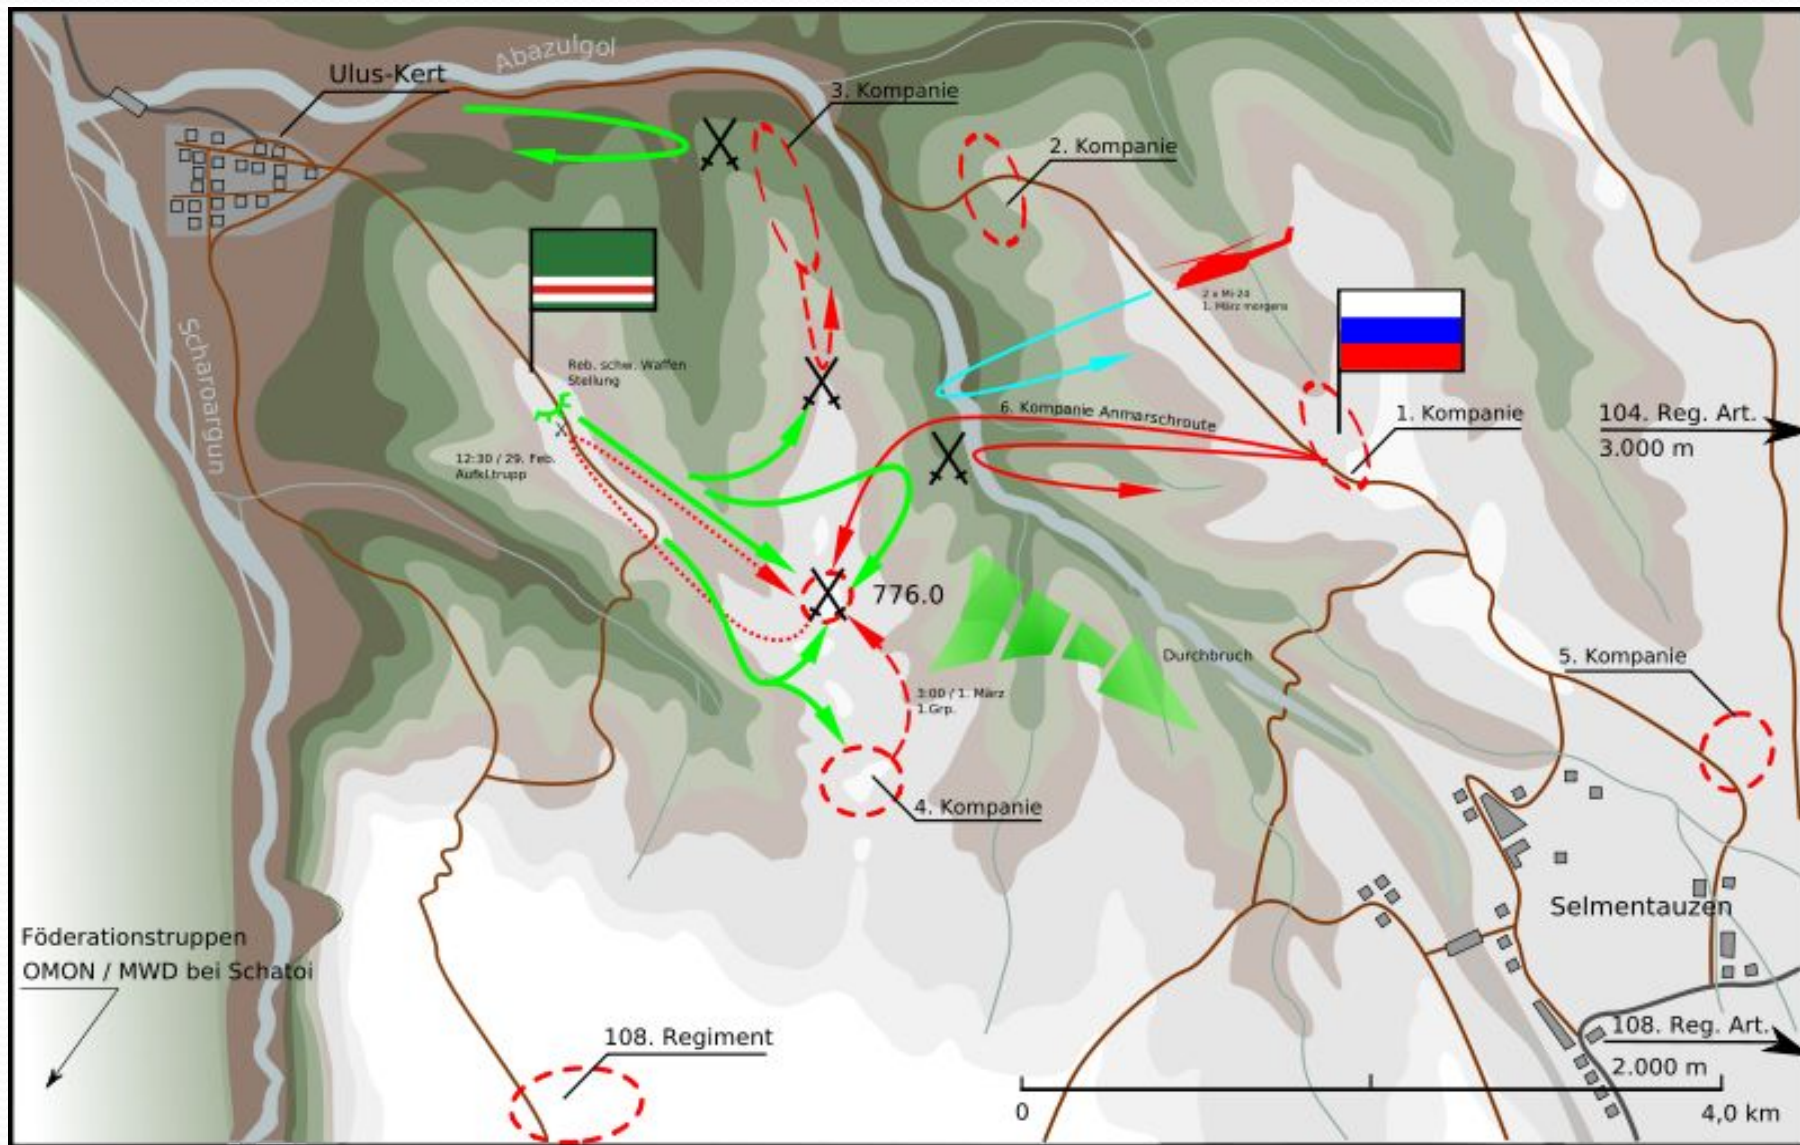 Abazulgol
Ulus-Kert
3. Kompanie
2. Kompanie
2 x Mi-24
1. März morgens
Scharoargun
Reb. schw. Waffen
Stellung
6. Kompanie Anmarschroute
1. Kompanie
104. Reg. Art.
3.000 m
12:30 / 29. Feb.
Aufkl.trupp
776.0
Durchbruch
5. Kompanie
3:00 / 1. März
1.Grp.
4. Kompanie
Selmentauzen
Föderationstruppen
OMON / MWD bei Schatoi
108. Regiment
108. Reg. Art.
2.000 m
0
4,0 km